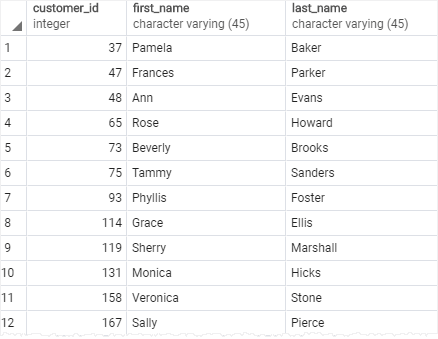 customer_id first_name last_name
integer character varying (45) character varying (45)
1 37 Pamela Baker
2 47 Frances Parker
3 48 Ann Evans
4 65 Rose Howard
5 73 Beverly Brooks
6 75 Tammy Sanders
7 93 Phyllis Foster
8 114 Grace Ellis
9 119 Sherry Marshall
10 131 Monica Hicks
11 158 Veronica Stone
12 167 Sally Pierce